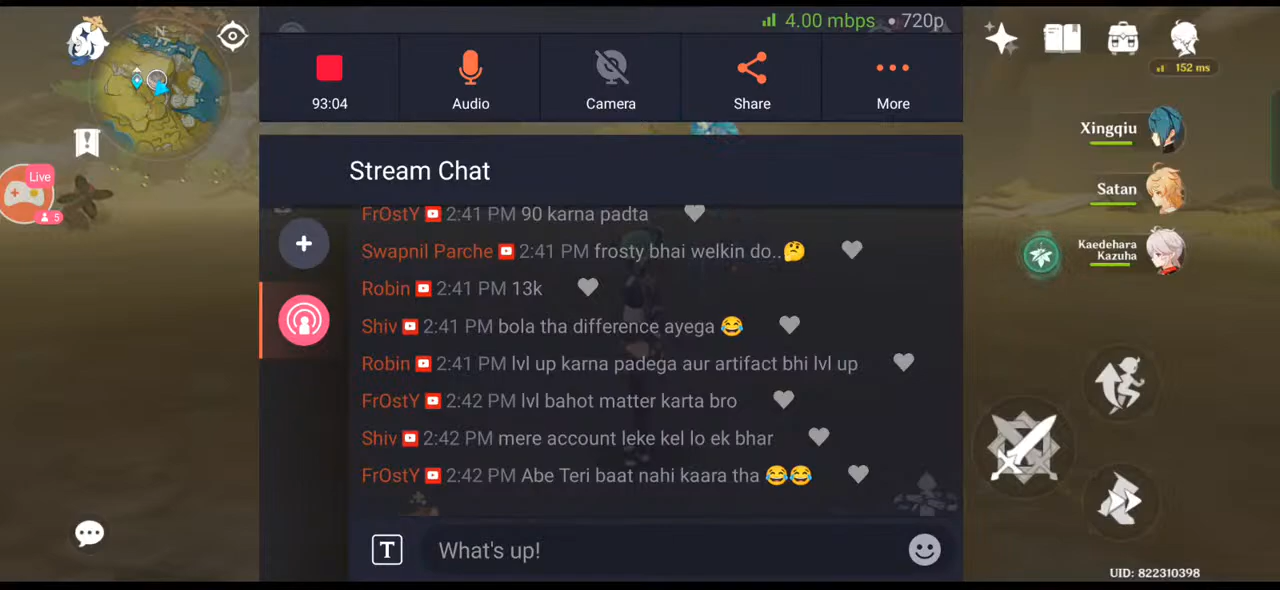 4.00 mbps • 720p
N
93:04
Audio
Camera
Share
More
152 ms
Live
5
Stream Chat
FrOstY 2:41 PM 90 karna padta
Swapnil Parche 2:41 PM frosty bhai welkin do..🤔
Robin 2:41 PM 13k
Shiv 2:41 PM bola tha difference ayega 😂
Robin 2:41 PM lvl up karna padega aur artifact bhi lvl up
FrOstY 2:42 PM lvl bahot matter karta bro
Shiv 2:42 PM mere account leke kel lo ek bhar
FrOstY 2:42 PM Abe Teri baat nahi kaara tha 😂😂
T What's up!
Xingqiu
Satan
Kaedehara
Kazuha
UID: 822310398